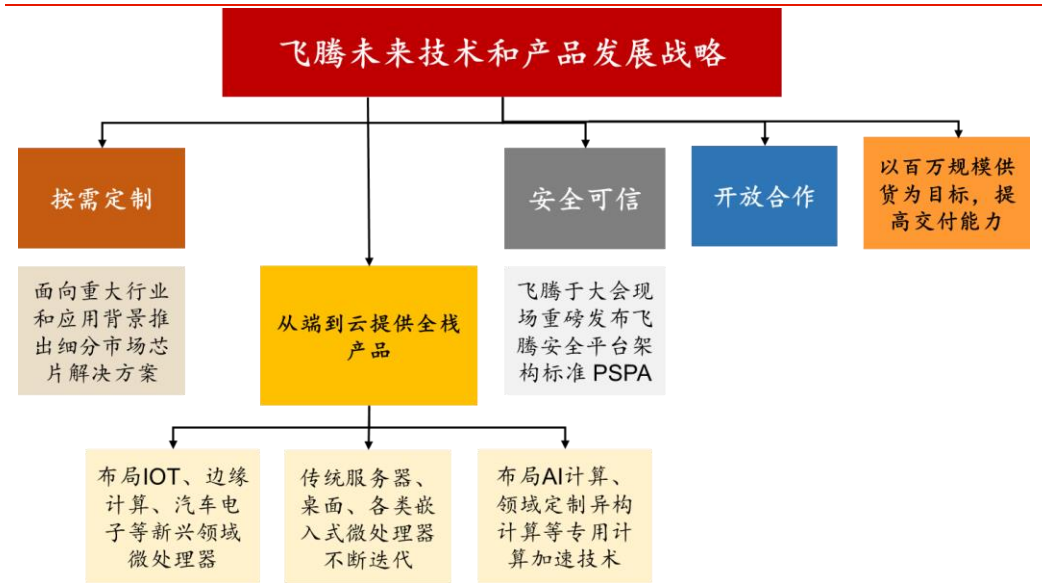 飞腾未来技术和产品发展战略
按需定制
安全可信
开放合作
以百万规模供
货为目标，提
高交付能力
面向重大行业
和应用背景推
出细分市场芯
片解决方案
从端到云提供全栈
产品
飞腾于大会现
场重磅发布飞
腾安全平台架
构标准 PSPA
布局IOT、边缘
计算、汽车电
子等新兴领域
微处理器
传统服务器、
桌面、各类嵌
入式微处理器
不断迭代
布局AI计算、
领域定制异构
计算等专用计
算加速技术